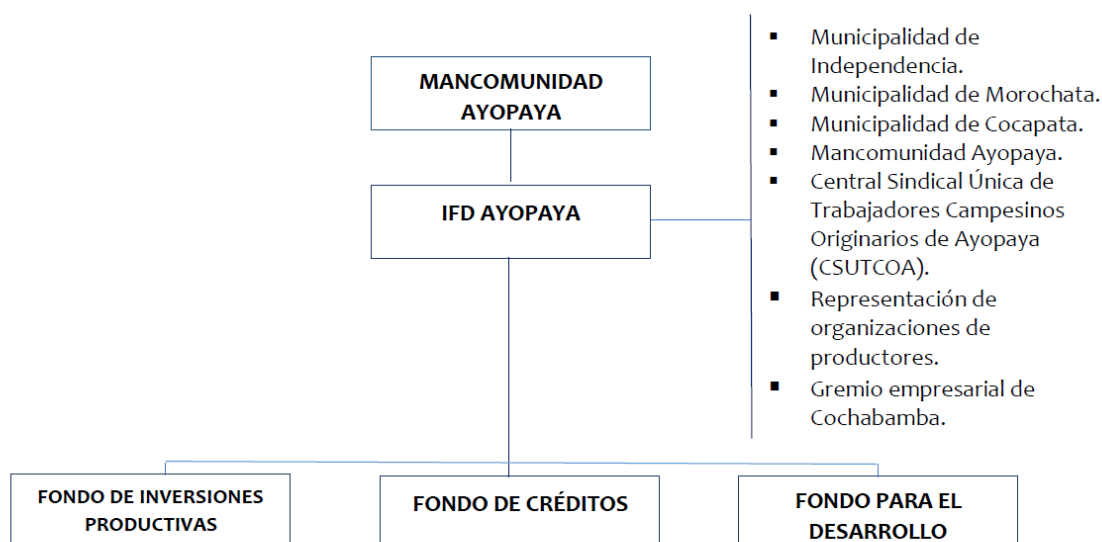 MANCOMUNIDAD
AYOPAYA
IFD AYOPAYA
▪ Municipalidad de
Independencia.
▪ Municipalidad de Morochata.
▪ Municipalidad de Cocapata.
▪ Mancomunidad Ayopaya.
▪ Central Sindical Única de
Trabajadores Campesinos
Originarios de Ayopaya
(CSUTCOA).
▪ Representación de
organizaciones de
productores.
▪ Gremio empresarial de
Cochabamba.
FONDO DE INVERSIONES
PRODUCTIVAS
FONDO DE CRÉDITOS
FONDO PARA EL
DESARROLLO